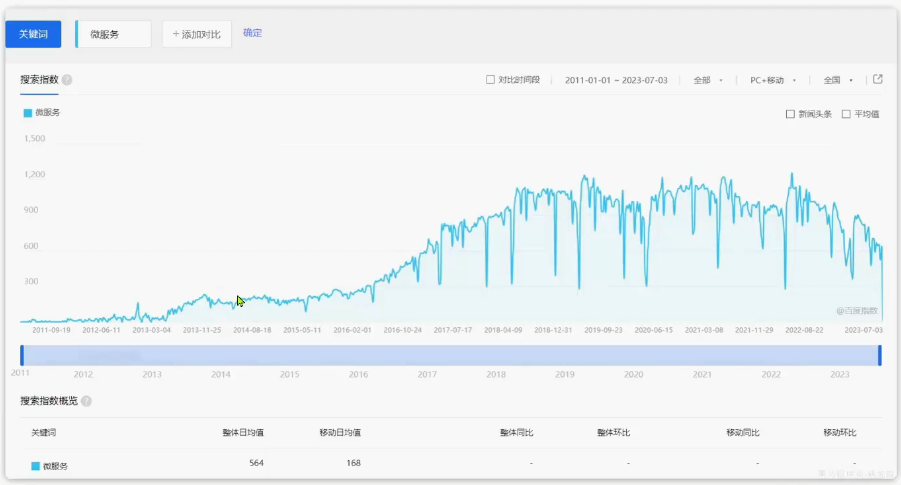 关键词 微服务 + 添加对比 确定
搜索指数 ? 对比时间段 2011-01-01 ~ 2023-07-03 全部 PC+移动 全国
微服务 新闻头条 平均值
1,500
1,200
900
600
300
@百度指数
2011-09-19 2012-06-11 2013-03-04 2013-11-25 2014-08-18 2015-05-11 2016-02-01 2016-10-24 2017-07-17 2018-04-09 2018-12-31 2019-09-23 2020-06-15 2021-03-08 2021-11-29 2022-08-22 2023-07-03
2011 2012 2013 2014 2015 2016 2017 2018 2019 2020 2021 2022 2023
搜索指数概览 ?
关键词 整体日均值 移动日均值 整体同比 整体环比 移动同比 移动环比
微服务 564 168 - - - -